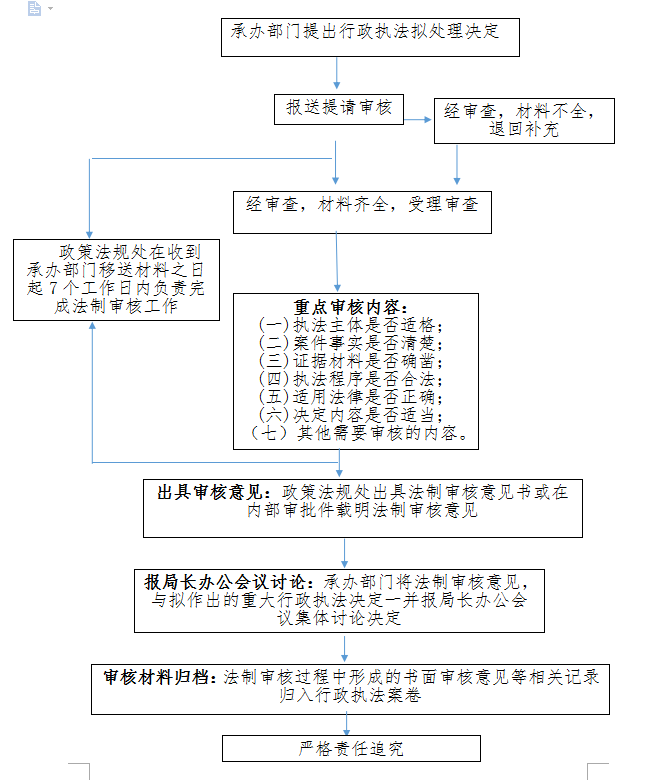 承办部门提出行政执法拟处理决定
报送提请审核
经审查，材料不全，
退回补充
经审查，材料齐全，受理审查
政策法规处在收到
承办部门移送材料之日
起7个工作日内负责完
成法制审核工作
重点审核内容：
(一)执法主体是否适格；
(二)案件事实是否清楚；
(三)证据材料是否确凿；
(四)执法程序是否合法；
(五)适用法律是否正确；
(六)决定内容是否适当；
（七）其他需要审核的内容。
出具审核意见：政策法规处出具法制审核意见书或在
内部审批件载明法制审核意见
报局长办公会议讨论：承办部门将法制审核意见，
与拟作出的重大行政执法决定一并报局长办公会
议集体讨论决定
审核材料归档：法制审核过程中形成的书面审核意见等相关记录
归入行政执法案卷
严格责任追究